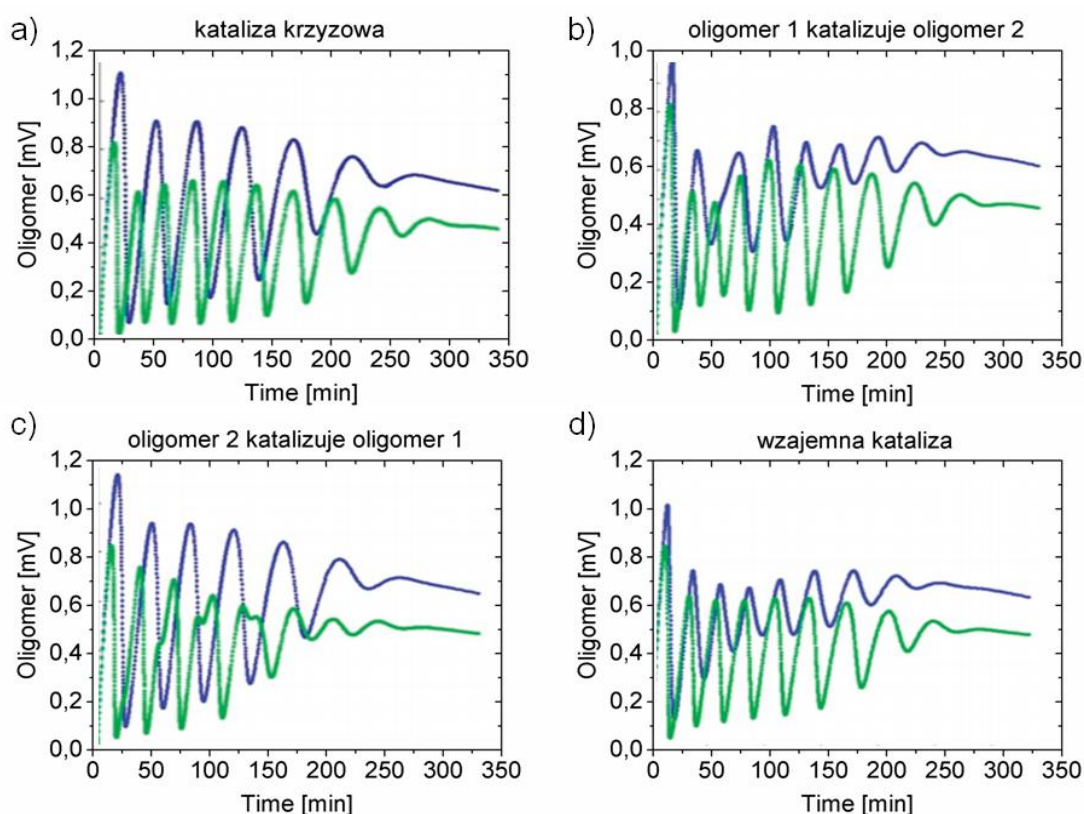 a)
kataliza krzyzowa
1,2
1,0
0,8
0,6
0,4
0,2
0,0
Oligomer [mV]
0 50 100 150 200 250 300 350
Time [min]
b)
oligomer 1 katalizuje oligomer 2
1,0
0,8
0,6
0,4
0,2
0,0
Oligomer [mV]
0 50 100 150 200 250 300 350
Time [min]
c)
oligomer 2 katalizuje oligomer 1
1,2
1,0
0,8
0,6
0,4
0,2
0,0
Oligomer [mV]
0 50 100 150 200 250 300 350
Time [min]
d)
wzajemna kataliza
1,2
1,0
0,8
0,6
0,4
0,2
0,0
Oligomer [mV]
0 50 100 150 200 250 300 350
Time [min]